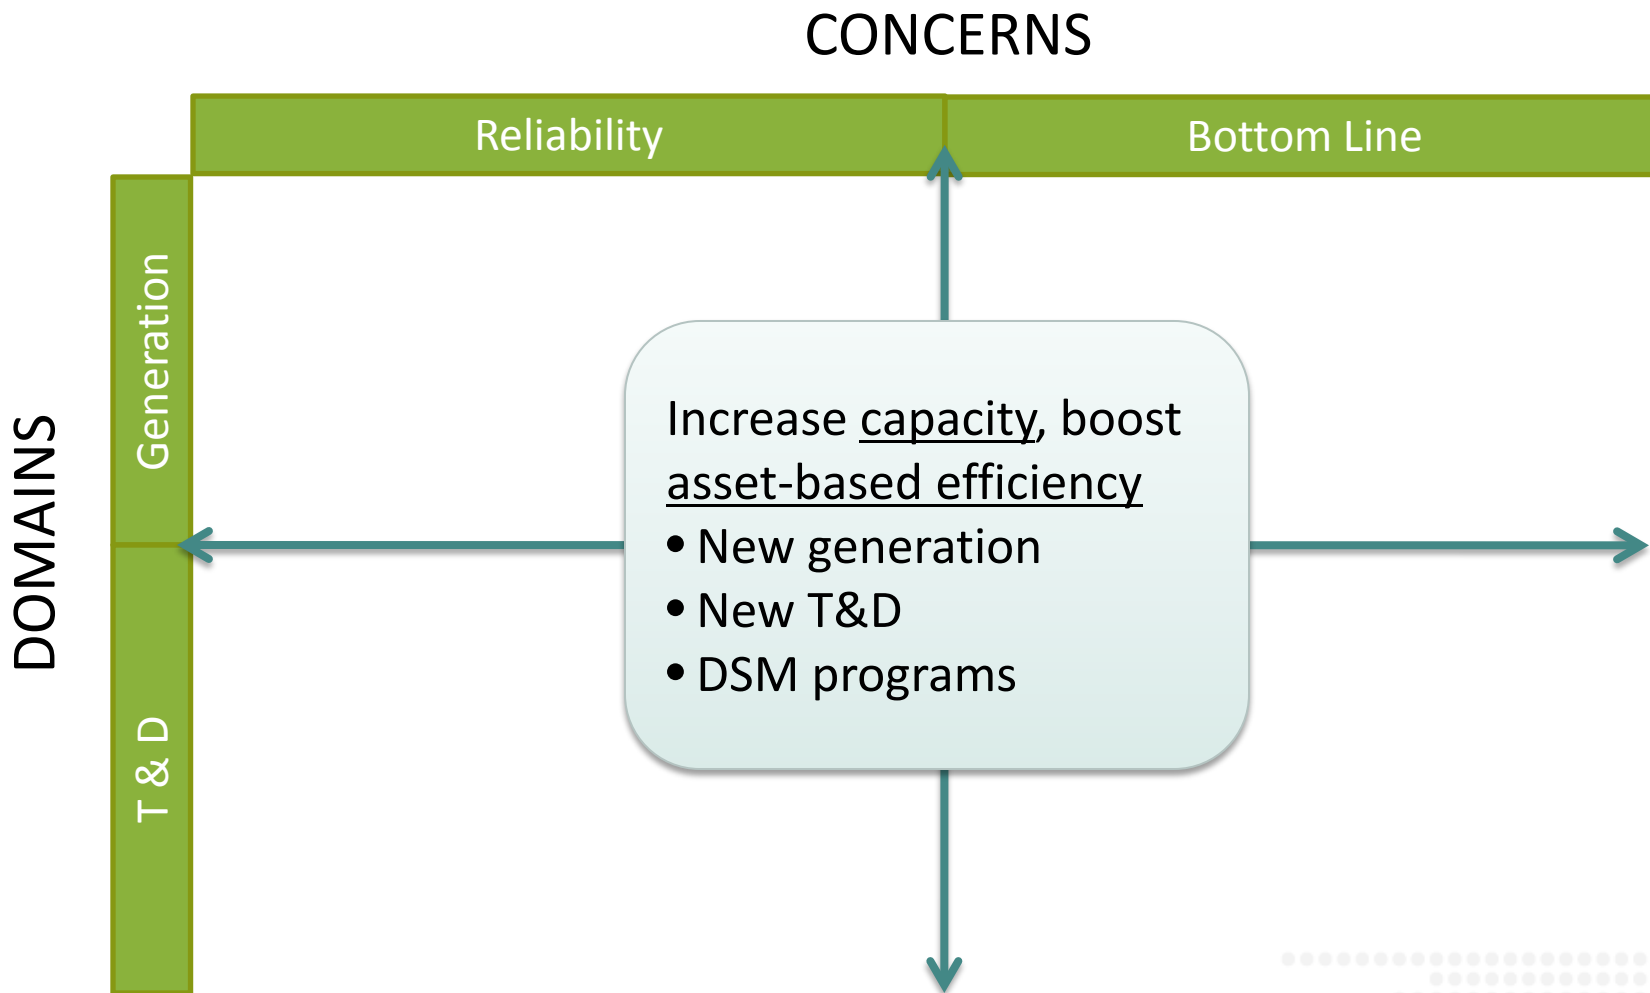 CONCERNS
Reliability
Bottom Line
DOMAINS
Generation
T & D
Increase capacity, boost
asset-based efficiency
• New generation
• New T&D
• DSM programs